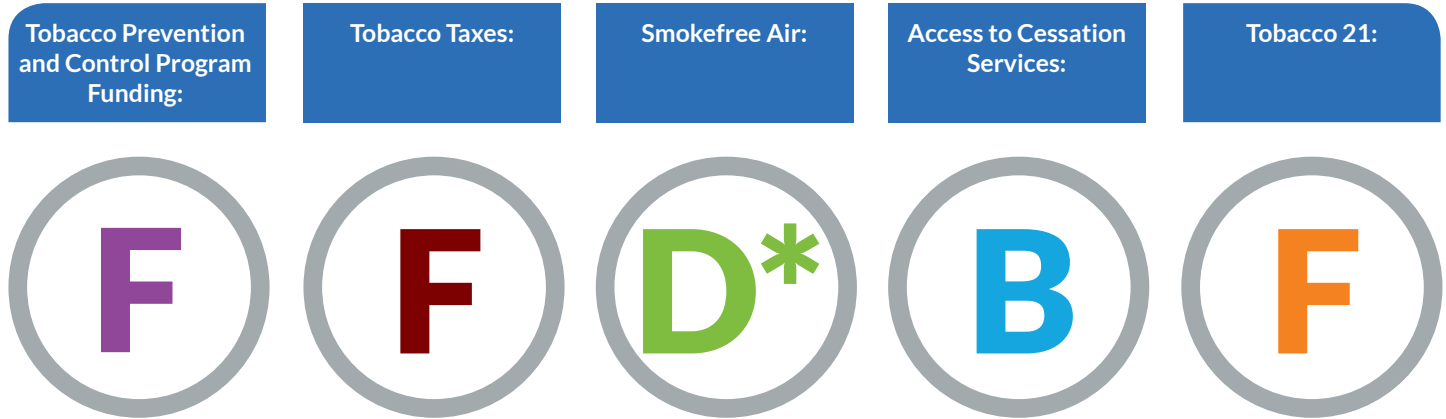 Tobacco Prevention
and Control Program
Funding:
Tobacco Taxes:
Smokefree Air:
Access to Cessation
Services:
Tobacco 21:
F
F
D*
B
F